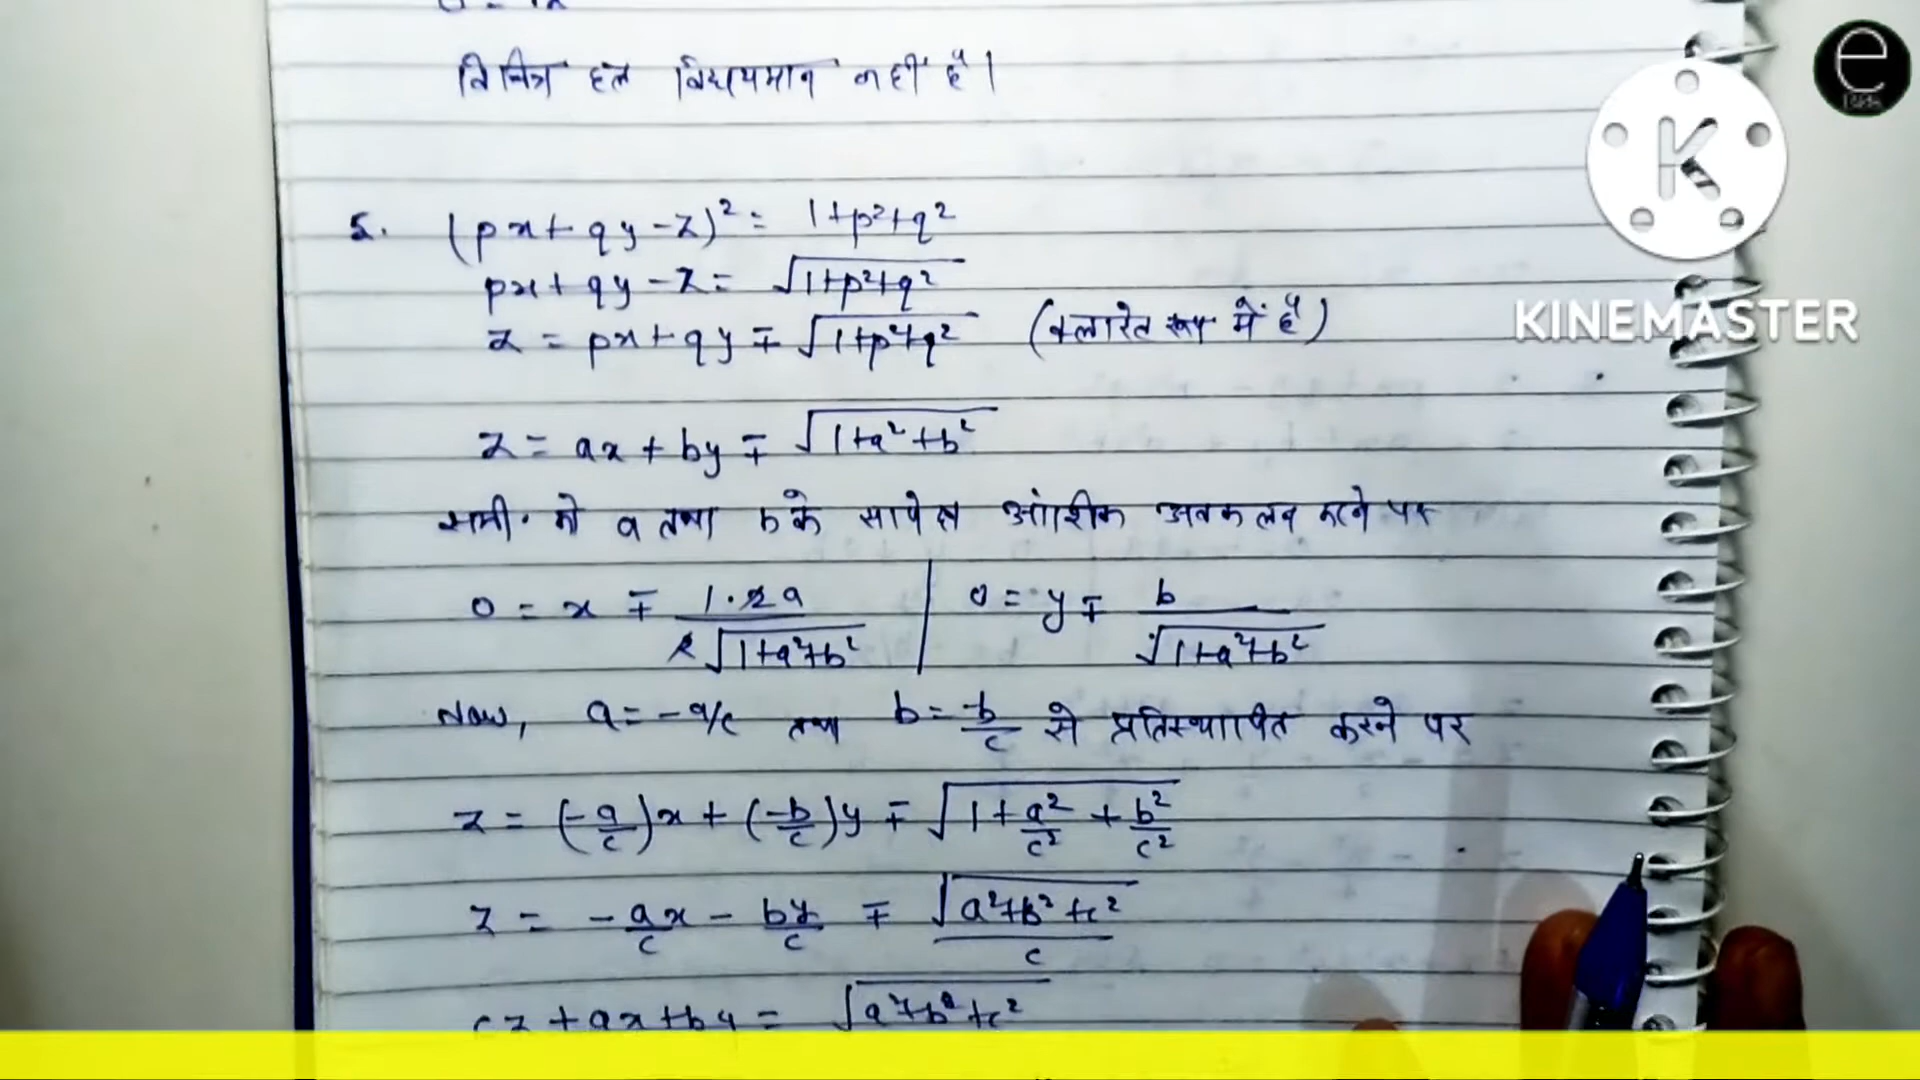 विचित्र हल विद्यमान नहीं है।
5. (px + qy - z)² = 1+p²+q²
px + qy - z = √1+p²+q²
z = px + qy ∓ √1+p²+q² (क्लारेट रूप में है)
z = ax + by ∓ √1+a²+b²
समी. को a तथा b के सापेक्ष आंशीक अवकलन करने पर
0 = x ∓ 1·2a / 2√1+a²+b² | 0 = y ∓ b / √1+a²+b²
Now, a = -a/c तथा b = -b/c से प्रतिस्थापित करने पर
z = (-a/c)x + (-b/c)y ∓ √1 + a²/c² + b²/c²
z = -ax/c - by/c ∓ √a²+b²+c² / c
cz + ax + by = √a²+b²+c²
KINEMASTER
K
e